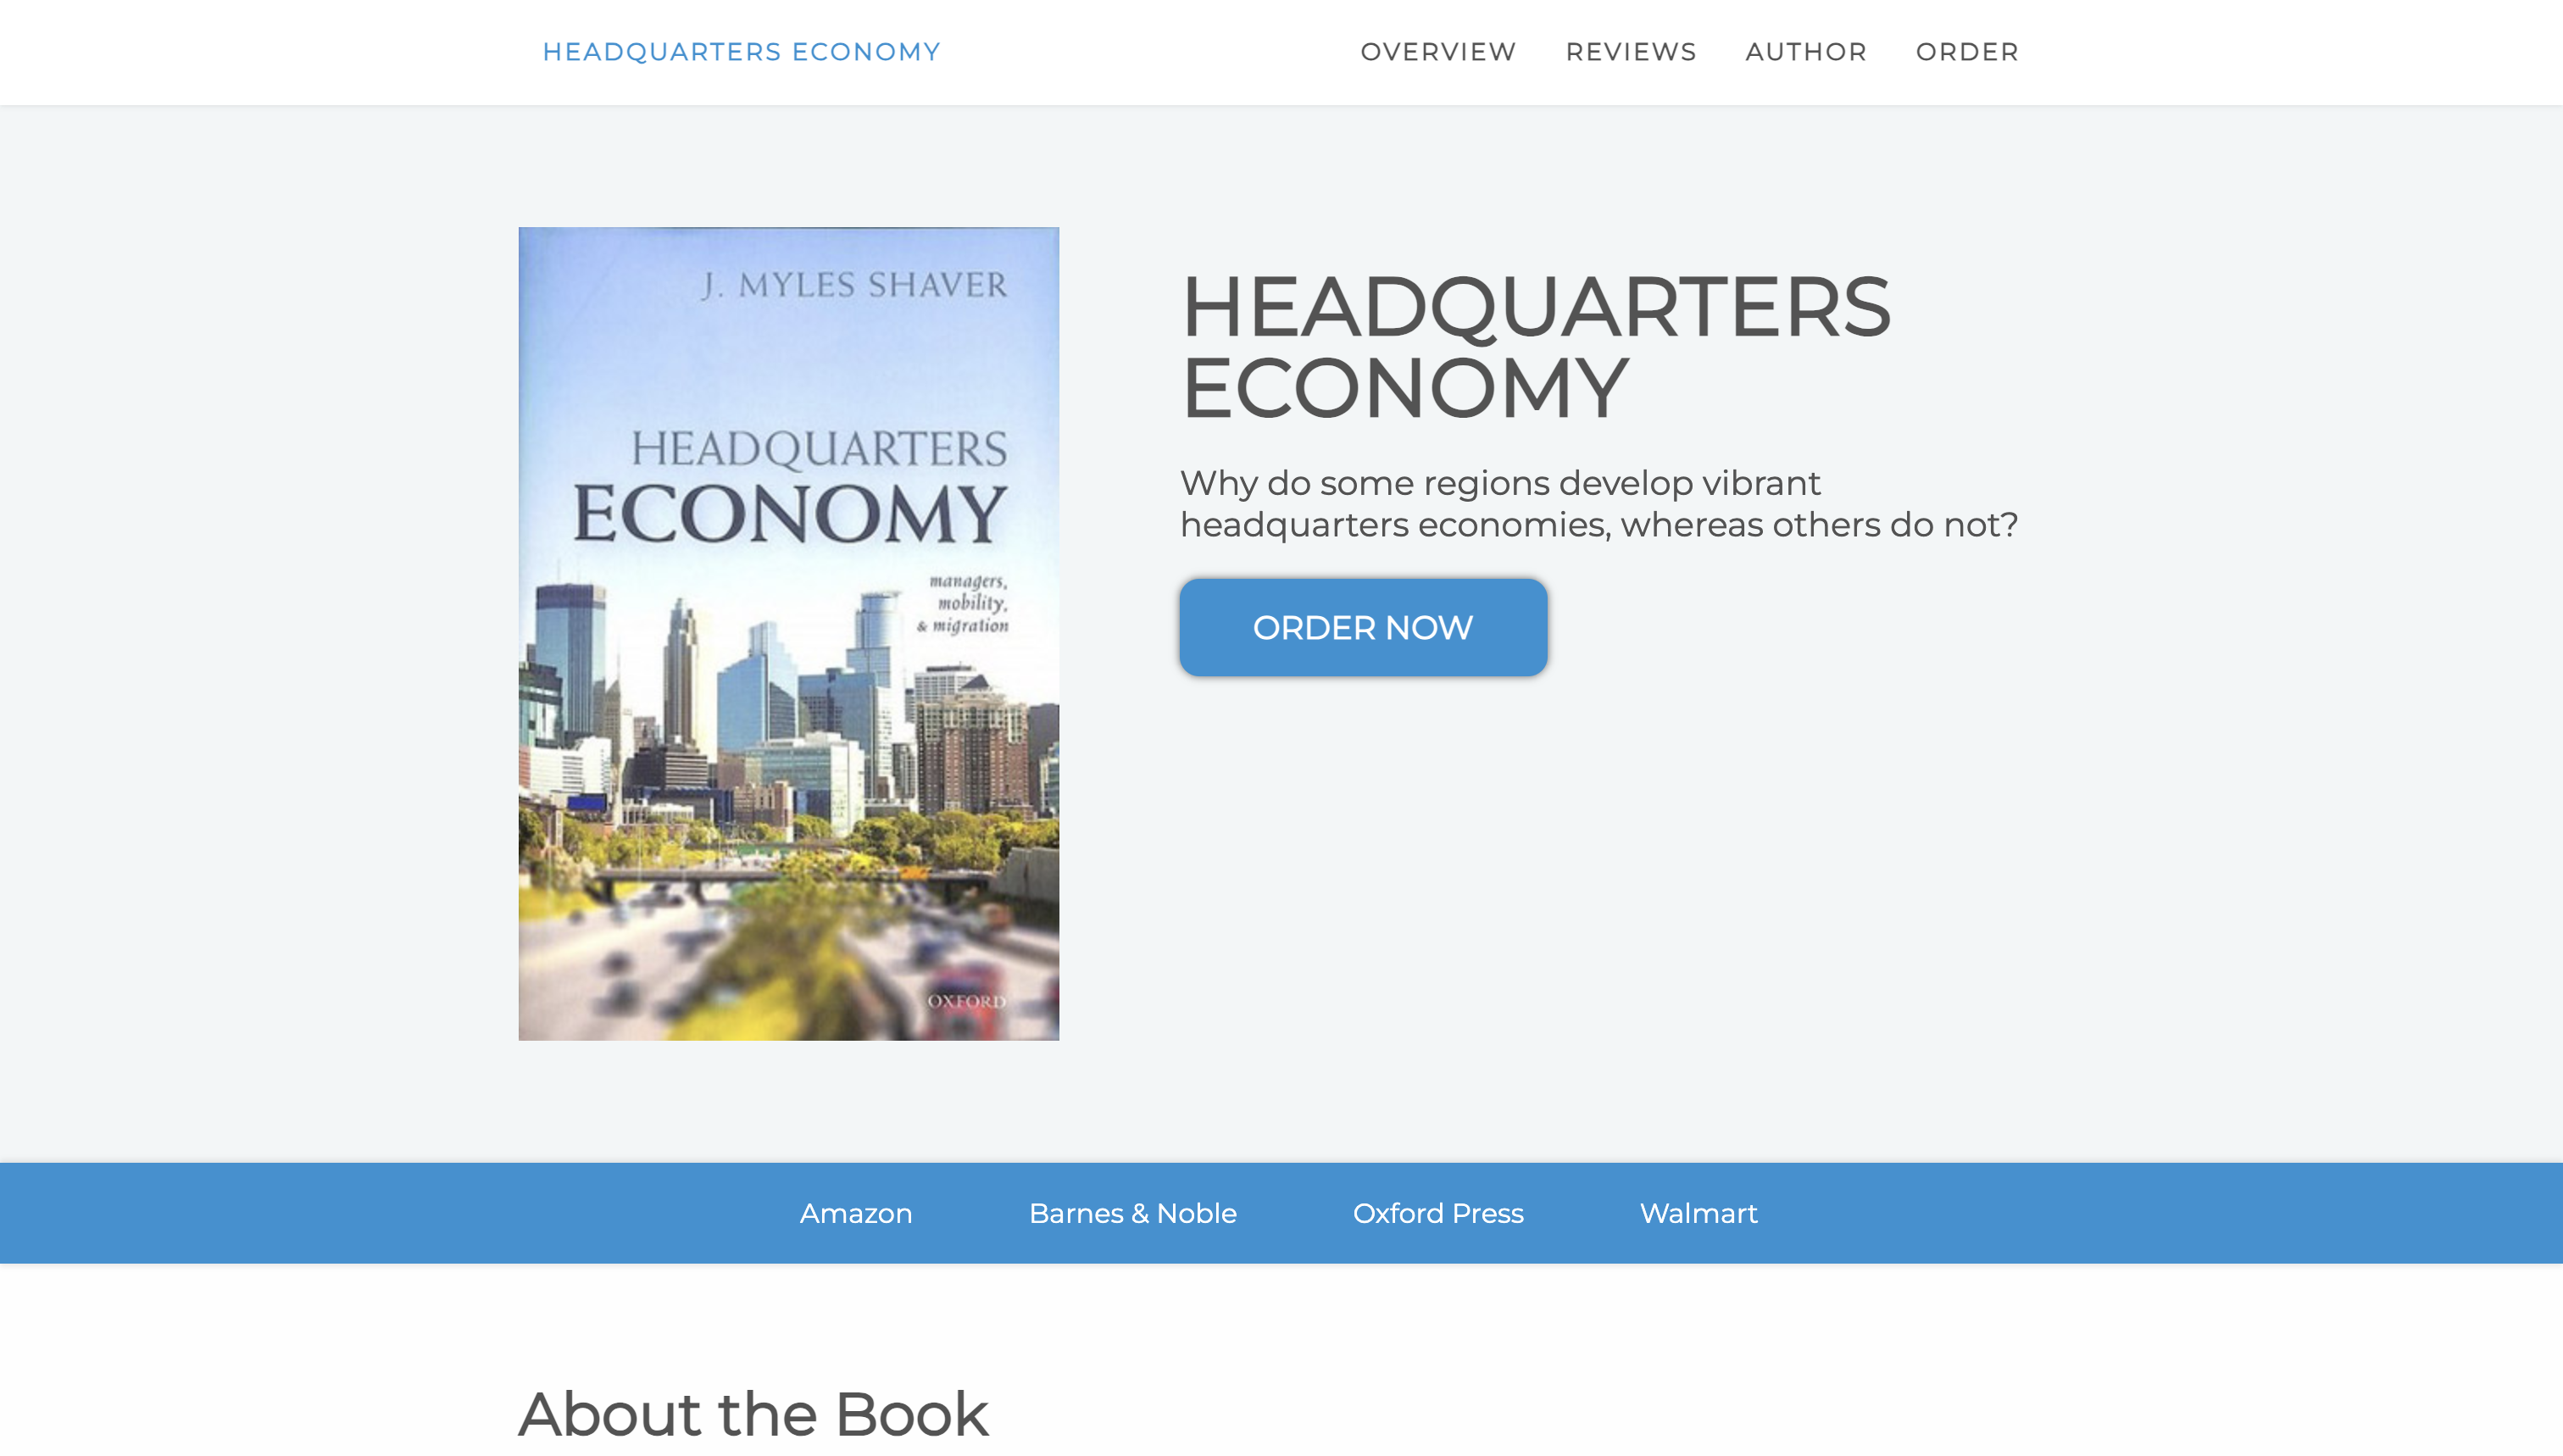 HEADQUARTERS ECONOMY
OVERVIEW
REVIEWS
AUTHOR
ORDER
J. MYLES SHAVER
HEADQUARTERS
ECONOMY
managers,
mobility,
& migration
OXFORD
HEADQUARTERS
ECONOMY
Why do some regions develop vibrant
headquarters economies, whereas others do not?
ORDER NOW
Amazon
Barnes & Noble
Oxford Press
Walmart
About the Book